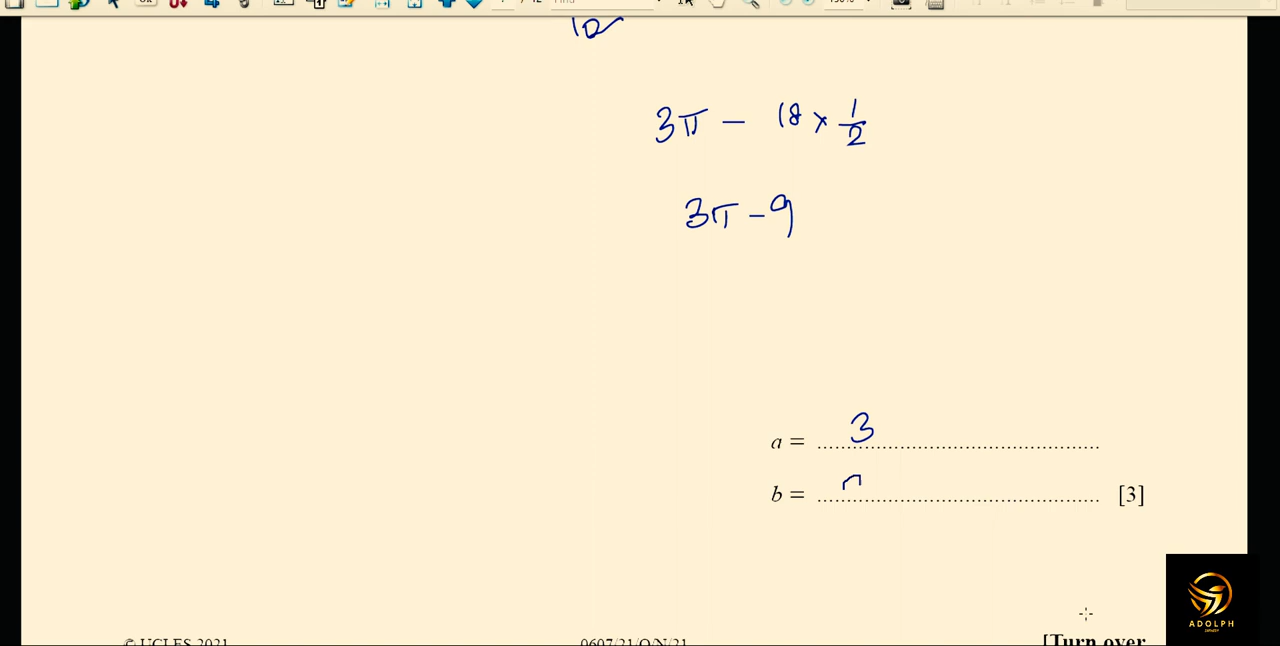 3π − 18 × 1/2
3π − 9
a = 3
b = [3]
© UCLES 2021 0607/21/O/N/21 [Turn over
ADOLPH